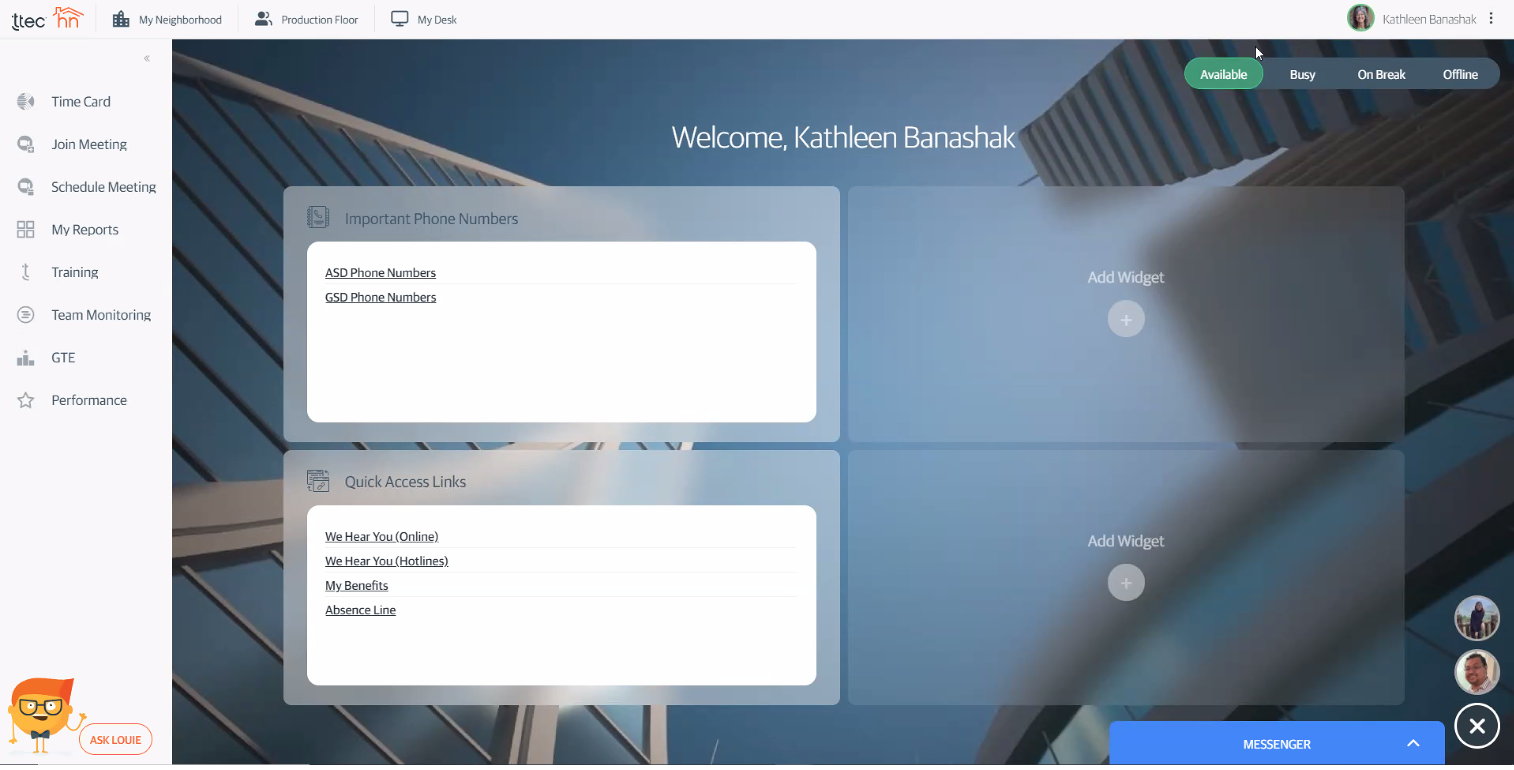 ttec hn
My Neighborhood
Production Floor
My Desk
Kathleen Banashak
«
Time Card
Join Meeting
Schedule Meeting
My Reports
Training
Team Monitoring
GTE
Performance
ASK LOUIE
Available
Busy
On Break
Offline
Welcome, Kathleen Banashak
Important Phone Numbers
ASD Phone Numbers
GSD Phone Numbers
Add Widget
+
Quick Access Links
We Hear You (Online)
We Hear You (Hotlines)
My Benefits
Absence Line
Add Widget
+
MESSENGER